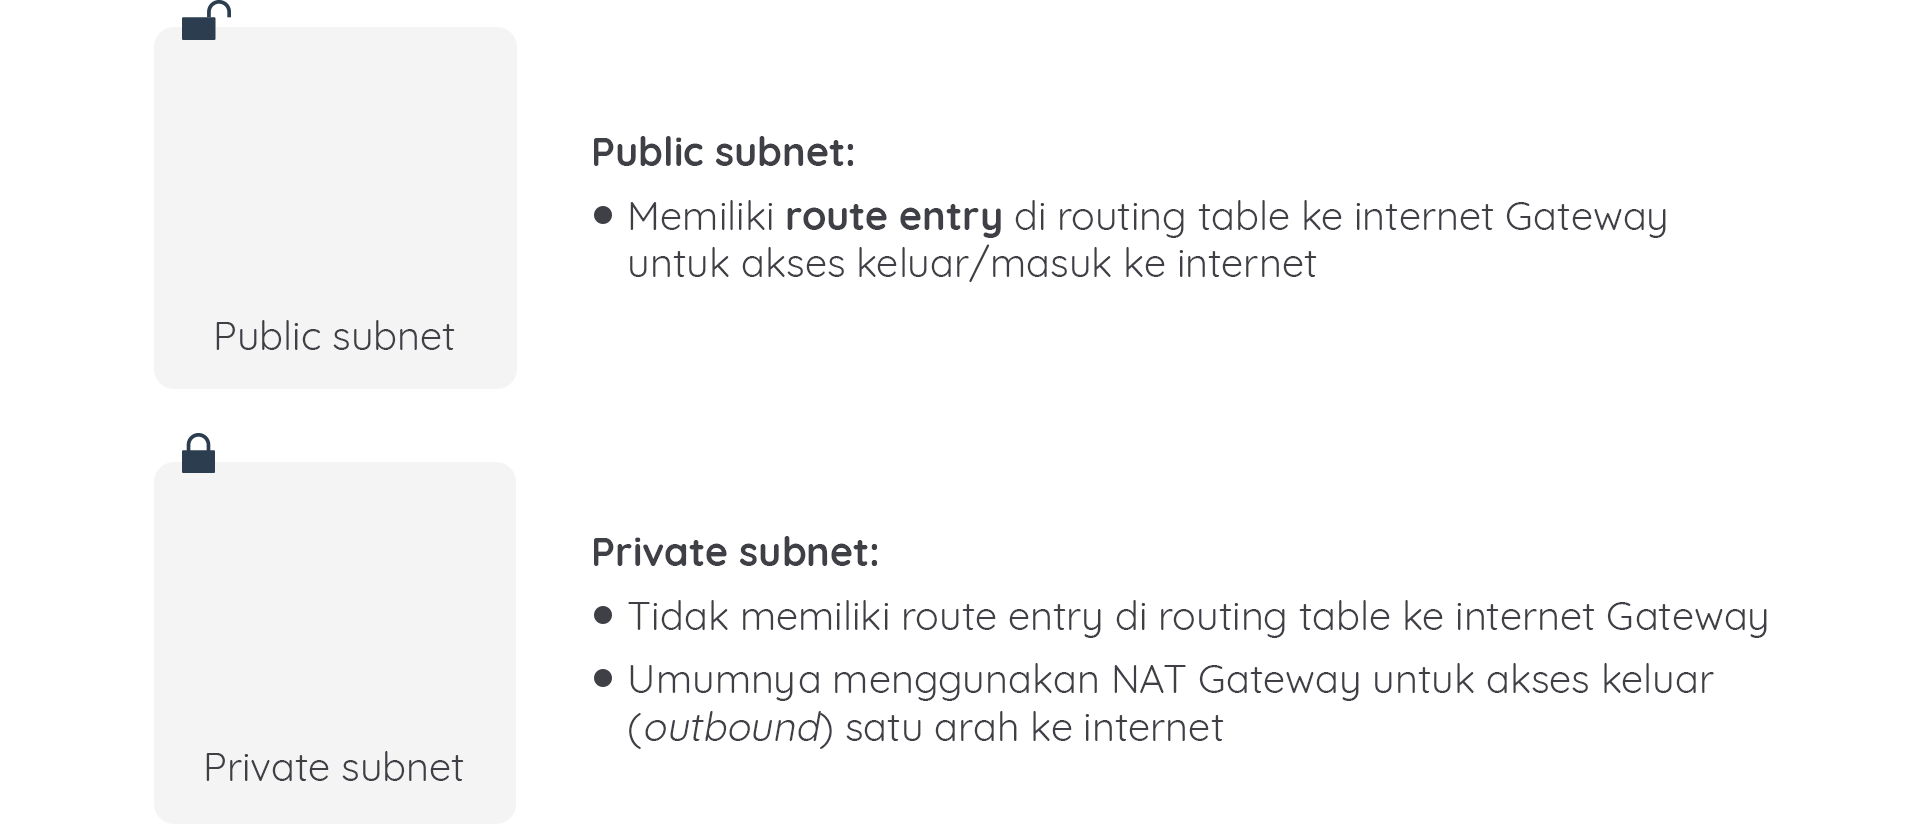 Public subnet
Public subnet:
● Memiliki route entry di routing table ke internet Gateway
untuk akses keluar/masuk ke internet
Private subnet
Private subnet:
● Tidak memiliki route entry di routing table ke internet Gateway
● Umumnya menggunakan NAT Gateway untuk akses keluar
(outbound) satu arah ke internet